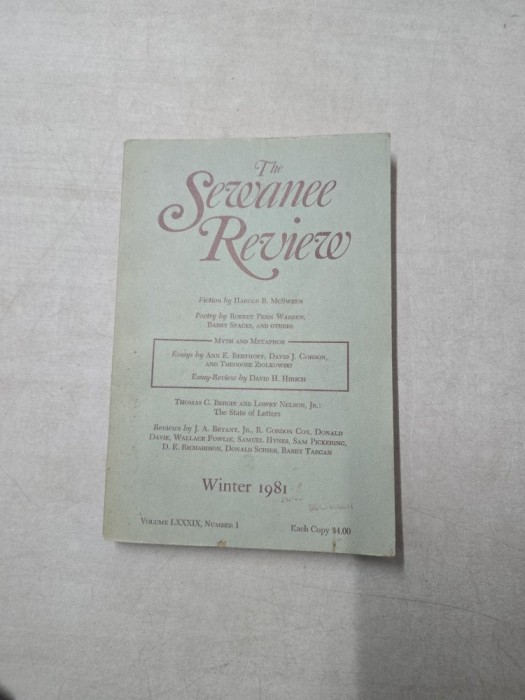 The
Sewanee
Review
Fiction by Harold B. McSween
Poetry by Robert Penn Warren,
Barry Spacks, and others
Myth and Metaphor
Essays by Ann E. Berthoff, David J. Gordon,
and Theodore Ziolkowski
Essay-Review by David H. Hirsch
Thomas G. Bergin and Lowry Nelson, Jr.:
The State of Letters
Reviews by J. A. Bryant, Jr., R. Gordon Cox, Donald
Davie, Wallace Fowlie, Samuel Hynes, Sam Pickering,
D. E. Richardson, Donald Schier, Barry Targan
Winter 1981
Volume LXXXIX, Number 1
Each Copy $4.00